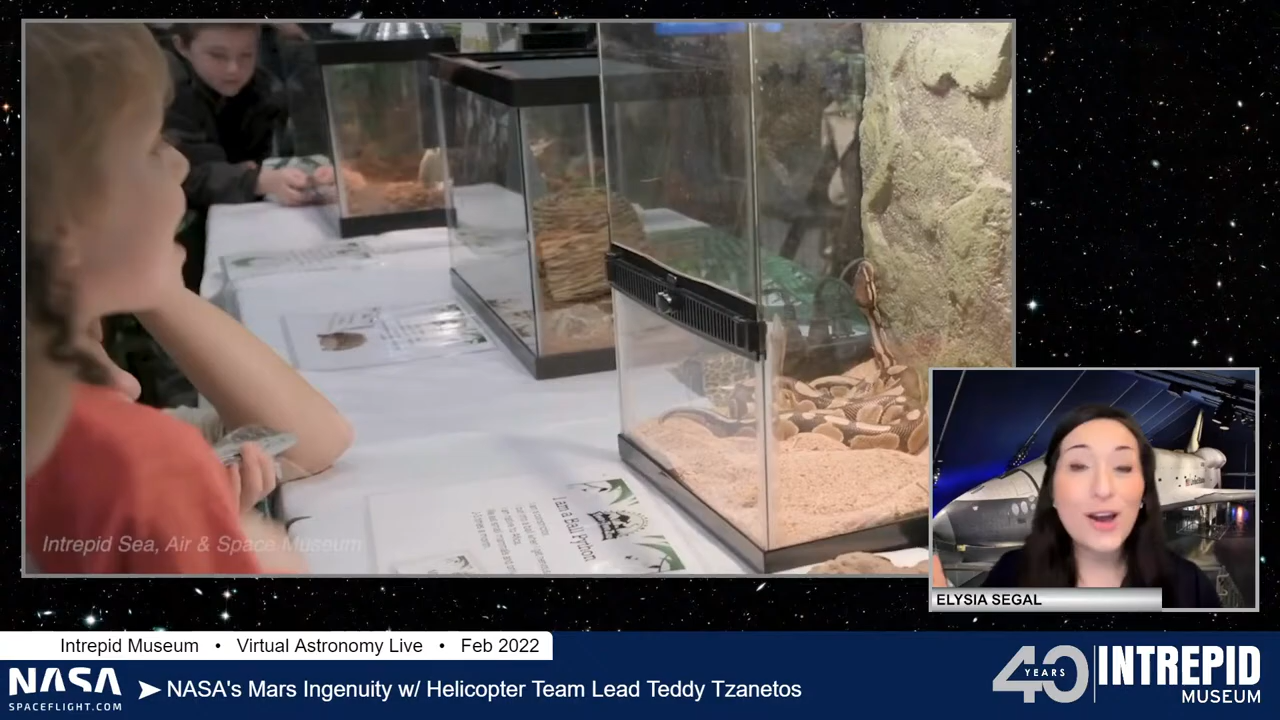 I am a Ball Python
Intrepid Sea, Air & Space Museum
ELYSIA SEGAL
Intrepid Museum • Virtual Astronomy Live • Feb 2022
NASA
SPACEFLIGHT.COM
NASA's Mars Ingenuity w/ Helicopter Team Lead Teddy Tzanetos
40 YEARS
INTREPID
MUSEUM